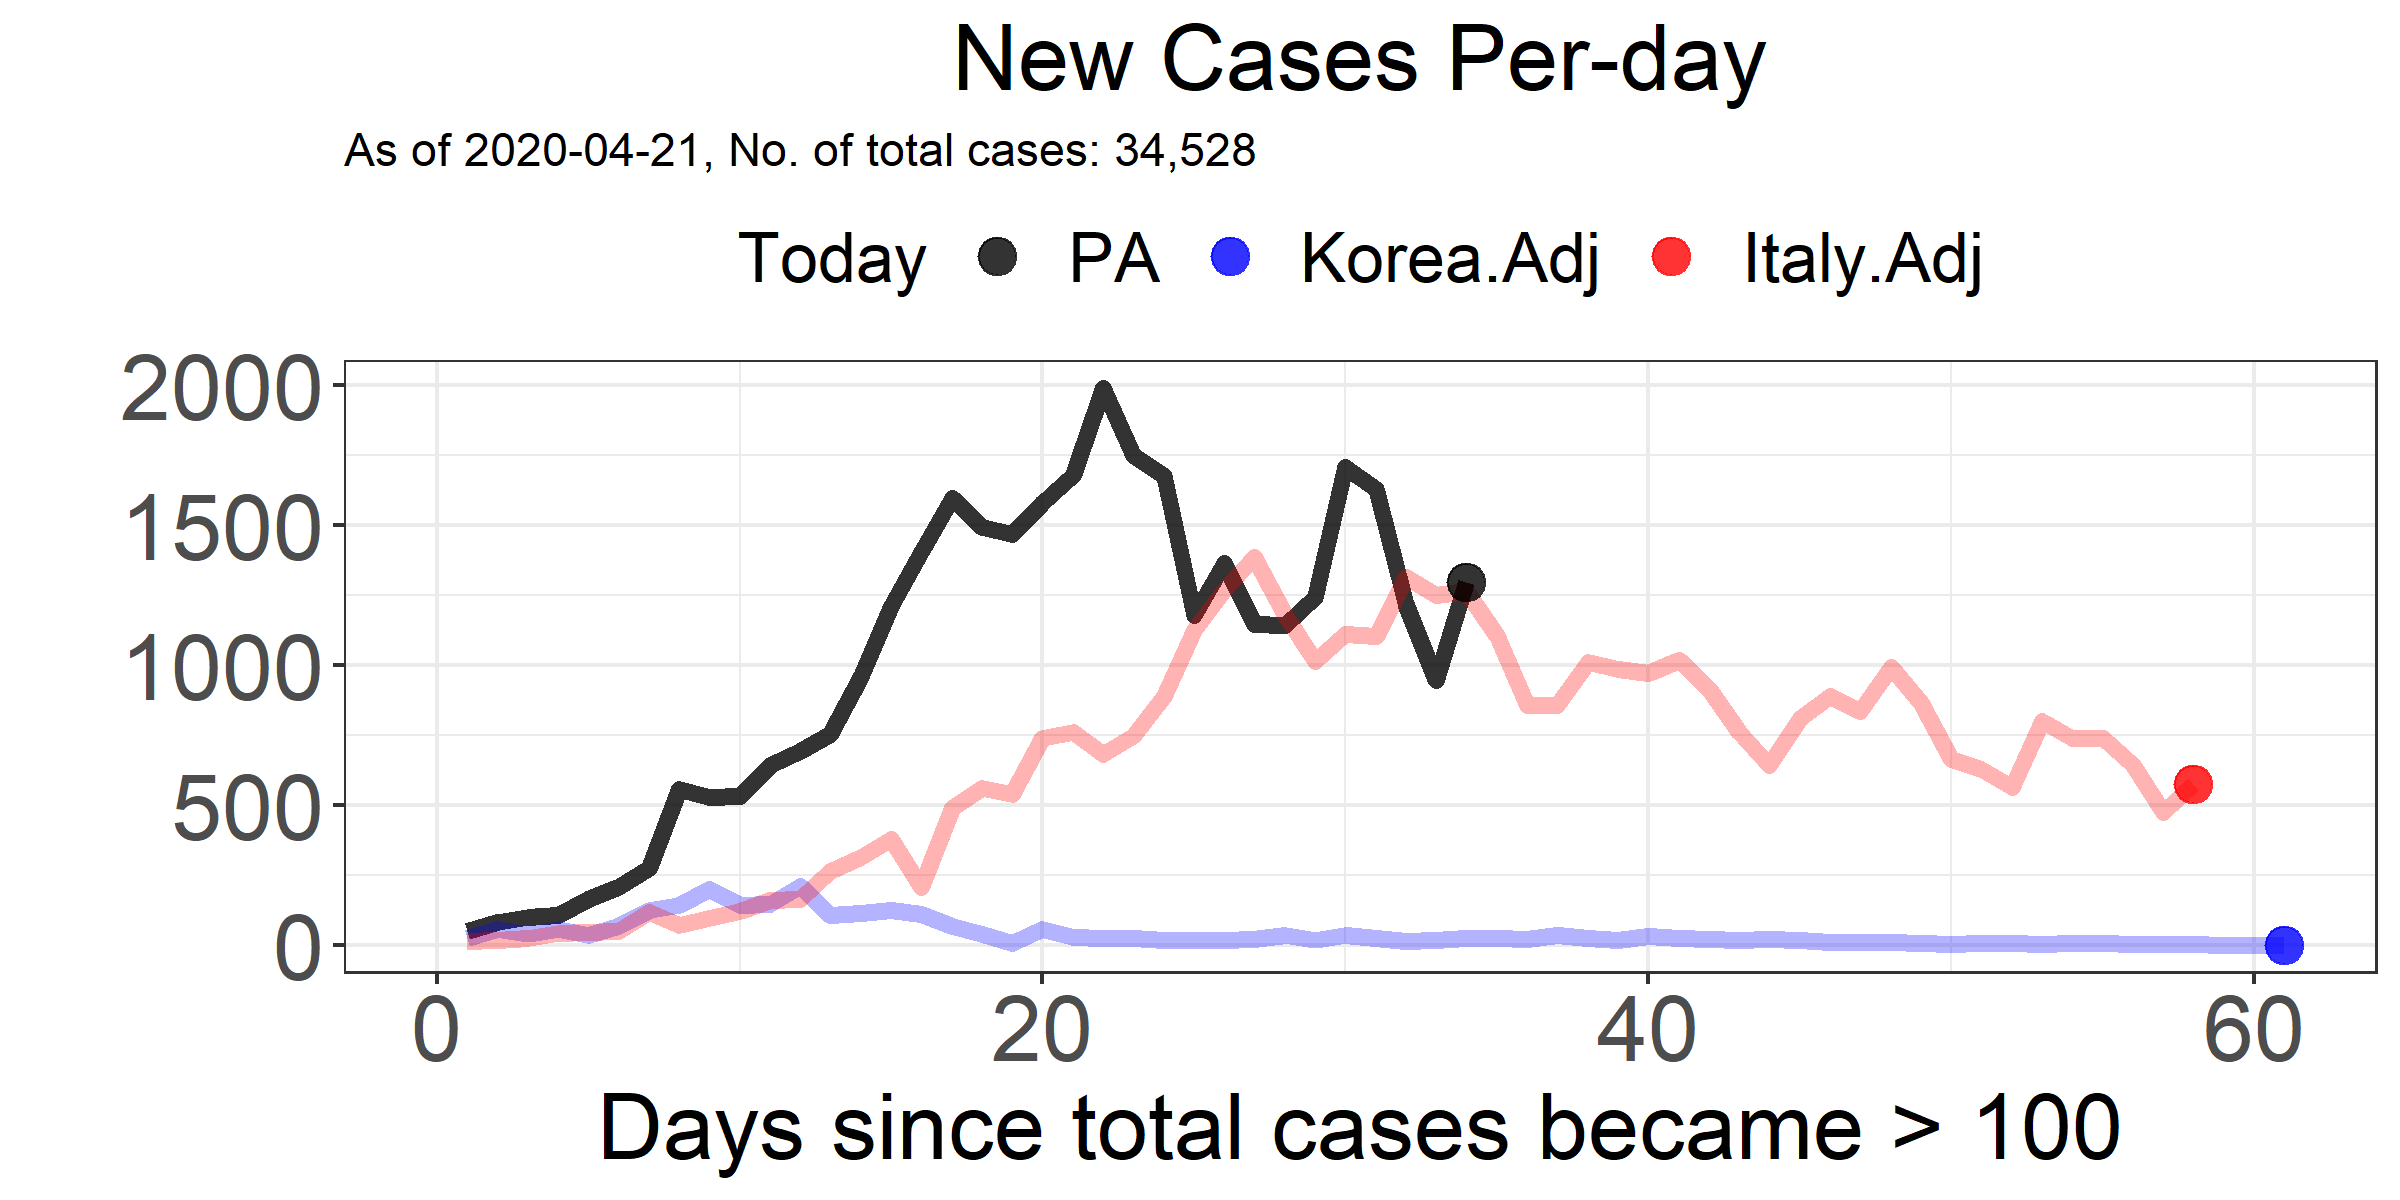 New Cases Per-day
As of 2020-04-21, No. of total cases: 34,528
Today PA Korea.Adj Italy.Adj
2000
1500
1000
500
0
0 20 40 60
Days since total cases became > 100